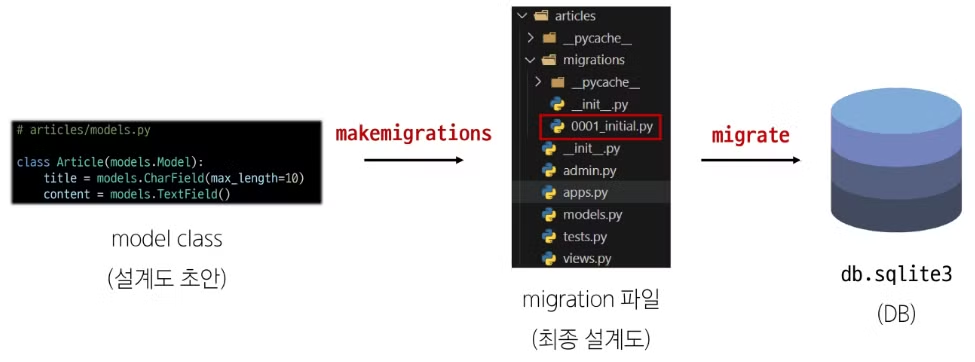 # articles/models.py
class Article(models.Model):
title = models.CharField(max_length=10)
content = models.TextField()
model class
(설계도 초안)
makemigrations
articles
__pycache__
migrations
__pycache__
__init__.py
0001_initial.py
__init__.py
admin.py
apps.py
models.py
tests.py
views.py
migration 파일
(최종 설계도)
migrate
db.sqlite3
(DB)